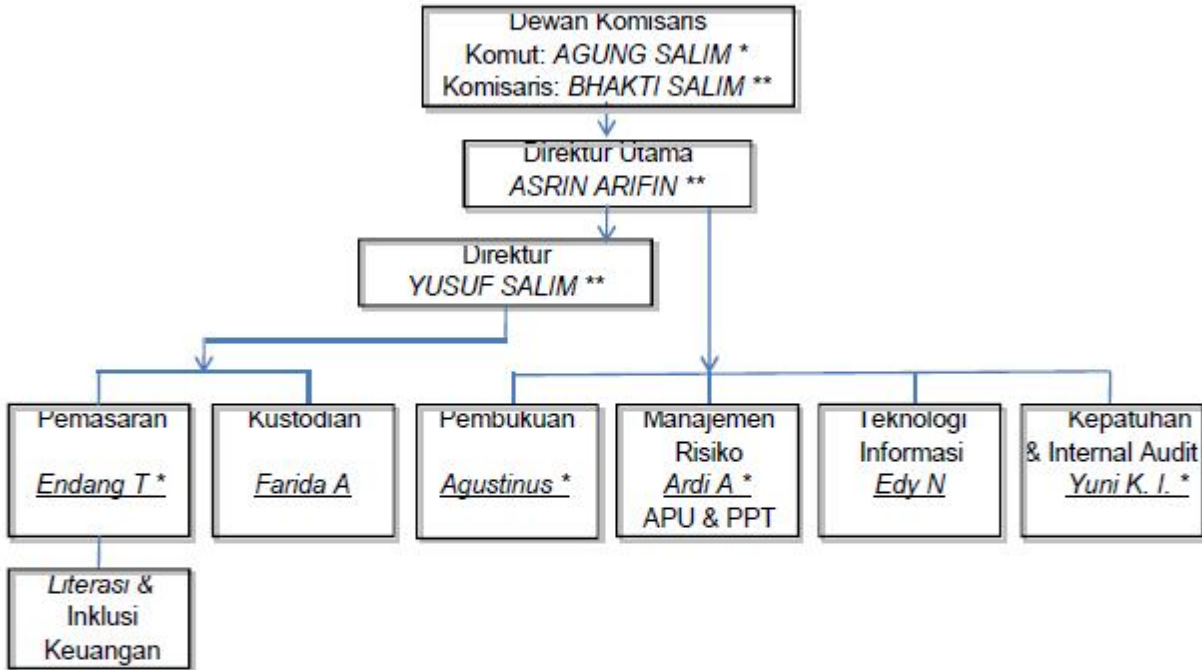 Dewan Komisaris
Komut: AGUNG SALIM *
Komisaris: BHAKTI SALIM **
Direktur Utama
ASRIN ARIFIN **
Direktur
YUSUF SALIM **
Pemasaran
Endang T *
Kustodian
Farida A
Pembukuan
Agustinus *
Manajemen
Risiko
Ardi A *
APU & PPT
Teknologi
Informasi
Edy N
Kepatuhan
& Internal Audit
Yuni K. I. *
Literasi &
Inklusi
Keuangan